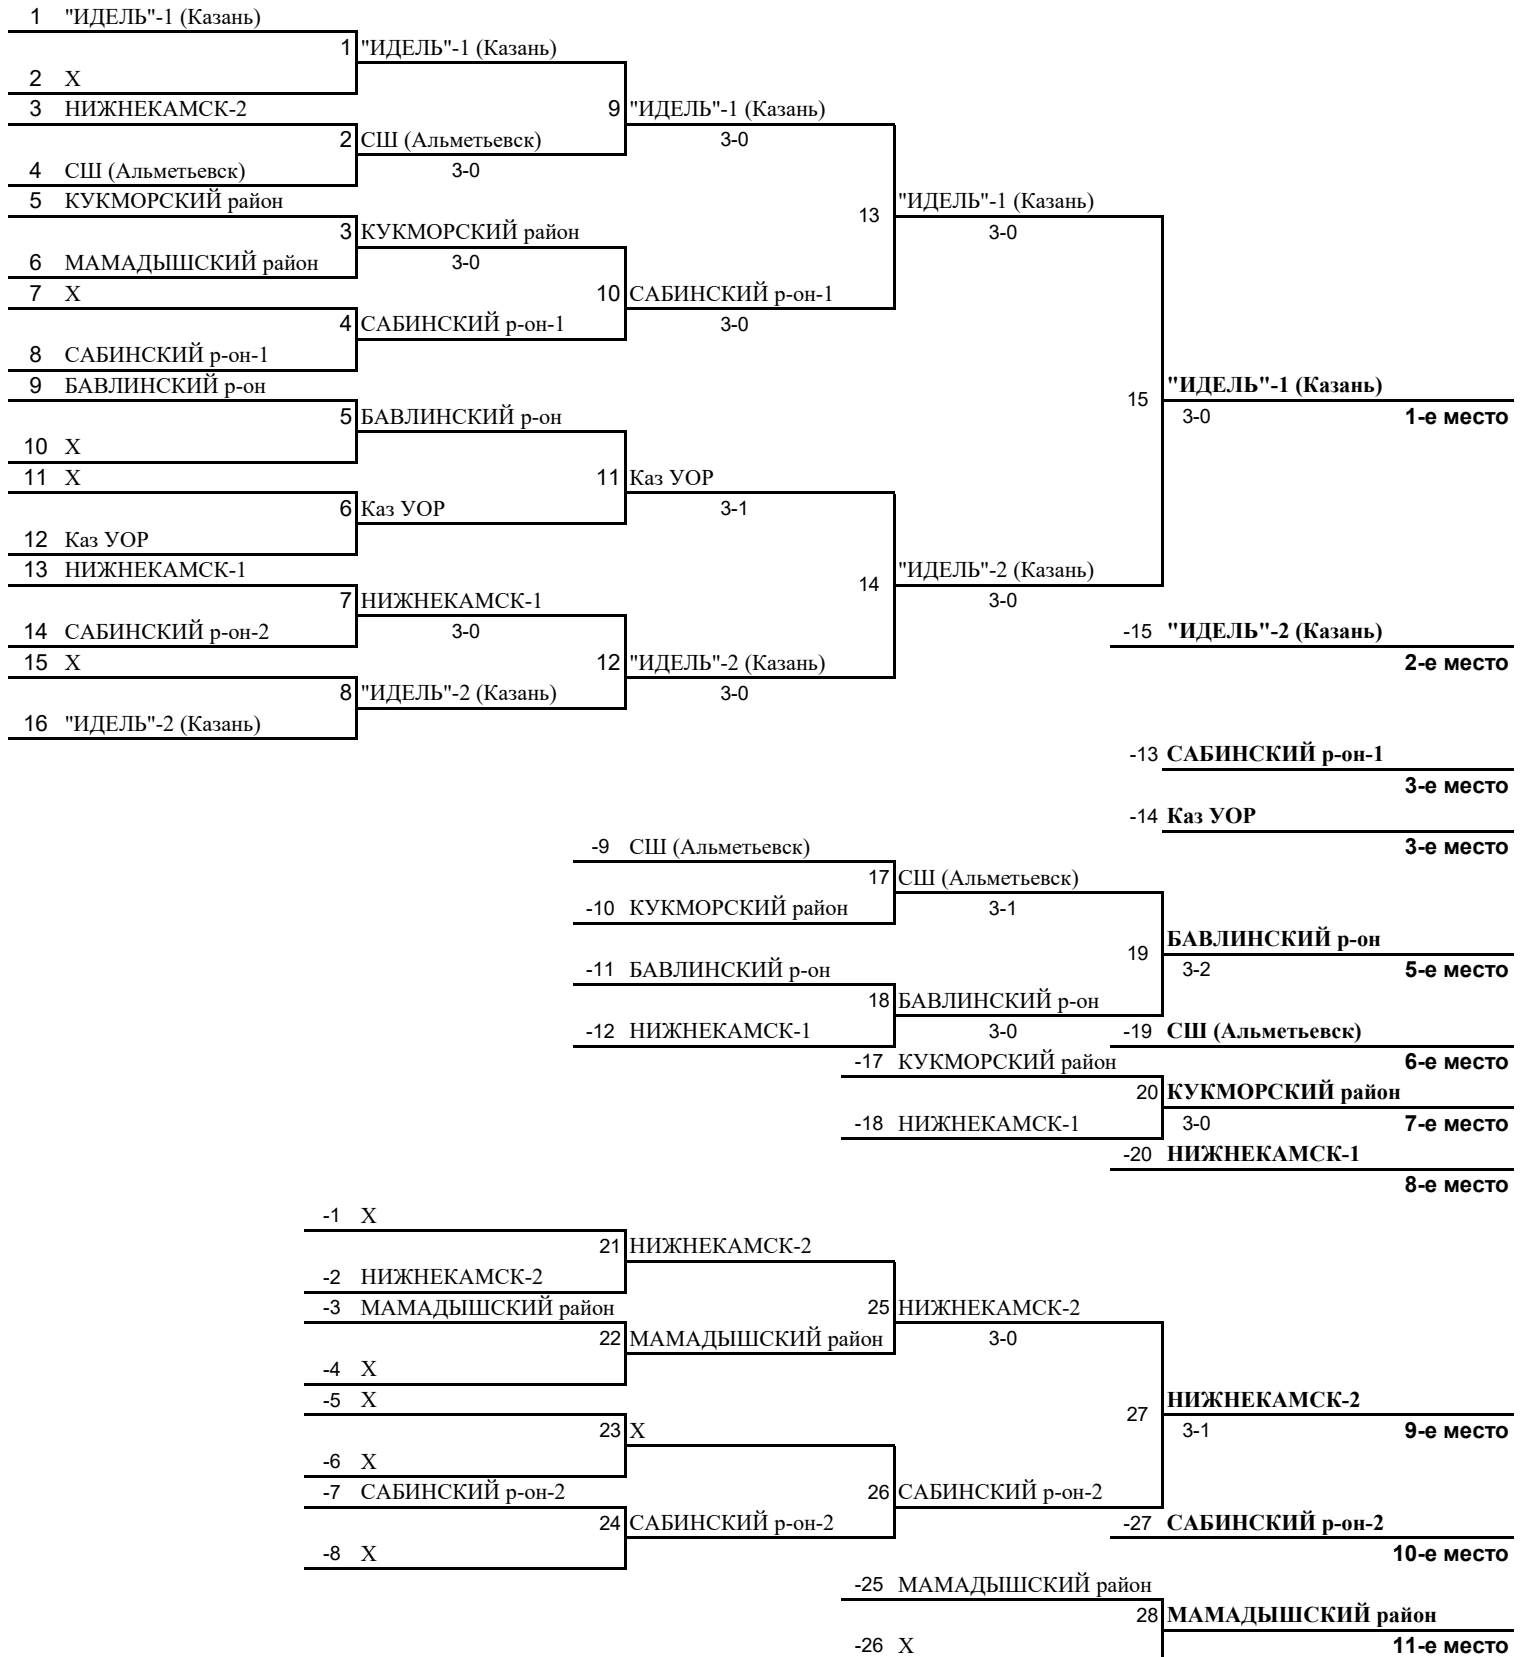 1 "ИДЕЛЬ"-1 (Казань)
1 "ИДЕЛЬ"-1 (Казань)
2 X
3 НИЖНЕКАМСК-2
9 "ИДЕЛЬ"-1 (Казань)
2 СШ (Альметьевск)
3-0
4 СШ (Альметьевск)
3-0
5 КУКМОРСКИЙ район
13 "ИДЕЛЬ"-1 (Казань)
3 КУКМОРСКИЙ район
3-0
6 МАМАДЫШСКИЙ район
3-0
7 X
10 САБИНСКИЙ р-он-1
4 САБИНСКИЙ р-он-1
3-0
8 САБИНСКИЙ р-он-1
9 БАВЛИНСКИЙ р-он
15 "ИДЕЛЬ"-1 (Казань)
5 БАВЛИНСКИЙ р-он
3-0 1-е место
10 X
11 X
11 Каз УОР
6 Каз УОР
3-1
12 Каз УОР
13 НИЖНЕКАМСК-1
14 "ИДЕЛЬ"-2 (Казань)
7 НИЖНЕКАМСК-1
3-0
14 САБИНСКИЙ р-он-2
3-0
-15 "ИДЕЛЬ"-2 (Казань)
15 X
12 "ИДЕЛЬ"-2 (Казань)
2-е место
8 "ИДЕЛЬ"-2 (Казань)
3-0
16 "ИДЕЛЬ"-2 (Казань)
-13 САБИНСКИЙ р-он-1
3-е место
-14 Каз УОР
3-е место
-9 СШ (Альметьевск)
17 СШ (Альметьевск)
-10 КУКМОРСКИЙ район
3-1
19 БАВЛИНСКИЙ р-он
-11 БАВЛИНСКИЙ р-он
3-2 5-е место
18 БАВЛИНСКИЙ р-он
-12 НИЖНЕКАМСК-1
3-0
-19 СШ (Альметьевск)
-17 КУКМОРСКИЙ район
6-е место
20 КУКМОРСКИЙ район
-18 НИЖНЕКАМСК-1
3-0 7-е место
-20 НИЖНЕКАМСК-1
8-е место
-1 X
21 НИЖНЕКАМСК-2
-2 НИЖНЕКАМСК-2
-3 МАМАДЫШСКИЙ район
25 НИЖНЕКАМСК-2
22 МАМАДЫШСКИЙ район
3-0
-4 X
-5 X
27 НИЖНЕКАМСК-2
23 X
3-1 9-е место
-6 X
-7 САБИНСКИЙ р-он-2
26 САБИНСКИЙ р-он-2
24 САБИНСКИЙ р-он-2
-27 САБИНСКИЙ р-он-2
-8 X
10-е место
-25 МАМАДЫШСКИЙ район
28 МАМАДЫШСКИЙ район
-26 X
11-е место